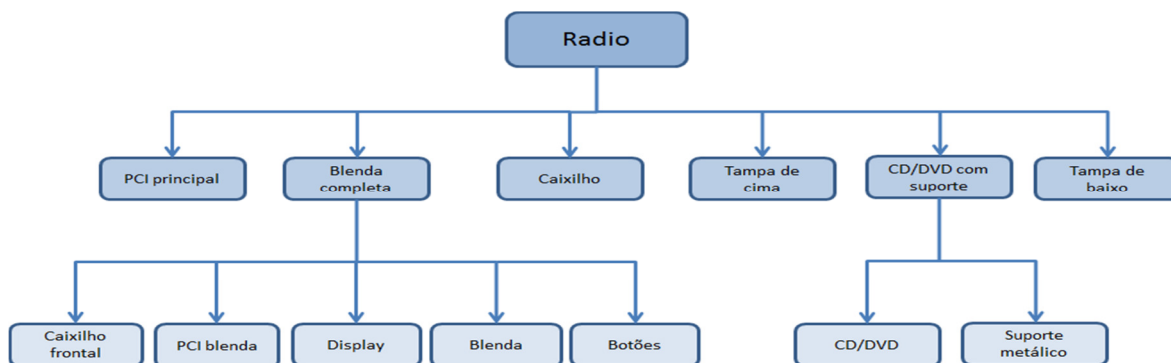 Radio
PCI principal
Blenda
completa
Caixilho
Tampa de
cima
CD/DVD com
suporte
Tampa de
baixo
Caixilho
frontal
PCI blenda
Display
Blenda
Botões
CD/DVD
Suporte
metálico